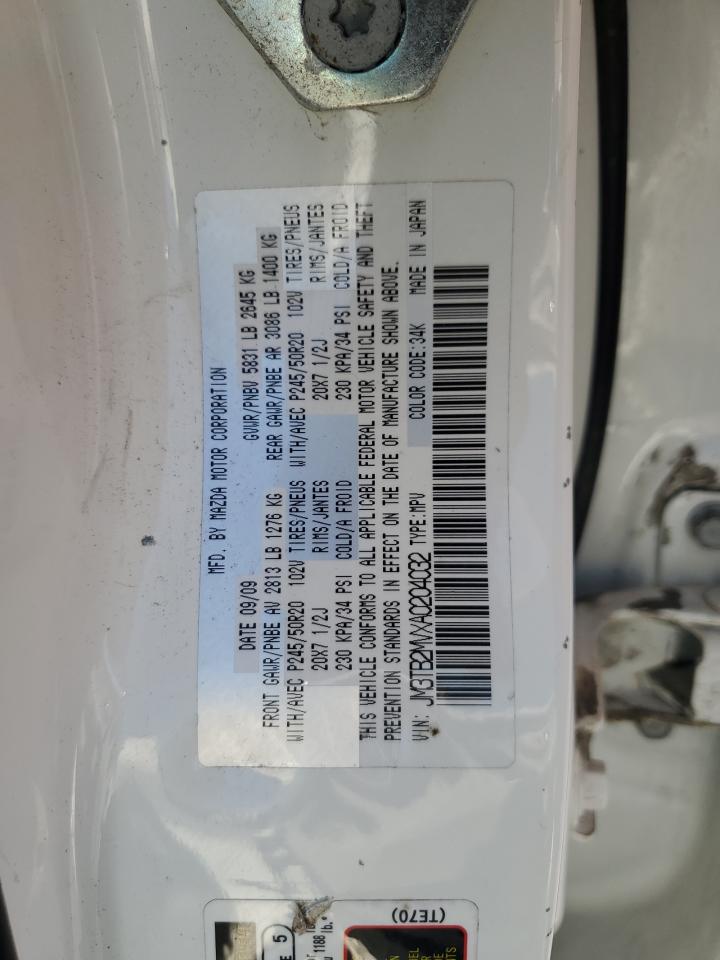 MFD. BY MAZDA MOTOR CORPORATION
DATE 09/09 GVWR/PNBV 5831 LB 2645 KG
FRONT GAWR/PNBE AV 2813 LB 1276 KG REAR GAWR/PNBE AR 3086 LB 1400 KG
WITH/AVEC P245/50R20 102V TIRES/PNEUS WITH/AVEC P245/50R20 102V TIRES/PNEUS
20X7 1/2J RIMS/JANTES 20X7 1/2J RIMS/JANTES
230 KPA/34 PSI COLD/A FROID 230 KPA/34 PSI COLD/A FROID
THIS VEHICLE CONFORMS TO ALL APPLICABLE FEDERAL MOTOR VEHICLE SAFETY AND THEFT
PREVENTION STANDARDS IN EFFECT ON THE DATE OF MANUFACTURE SHOWN ABOVE.
VIN: JM3TB2MVXA0204032 TYPE:MPV COLOR CODE:34K MADE IN JAPAN
5
1188 lb.
(TE70)